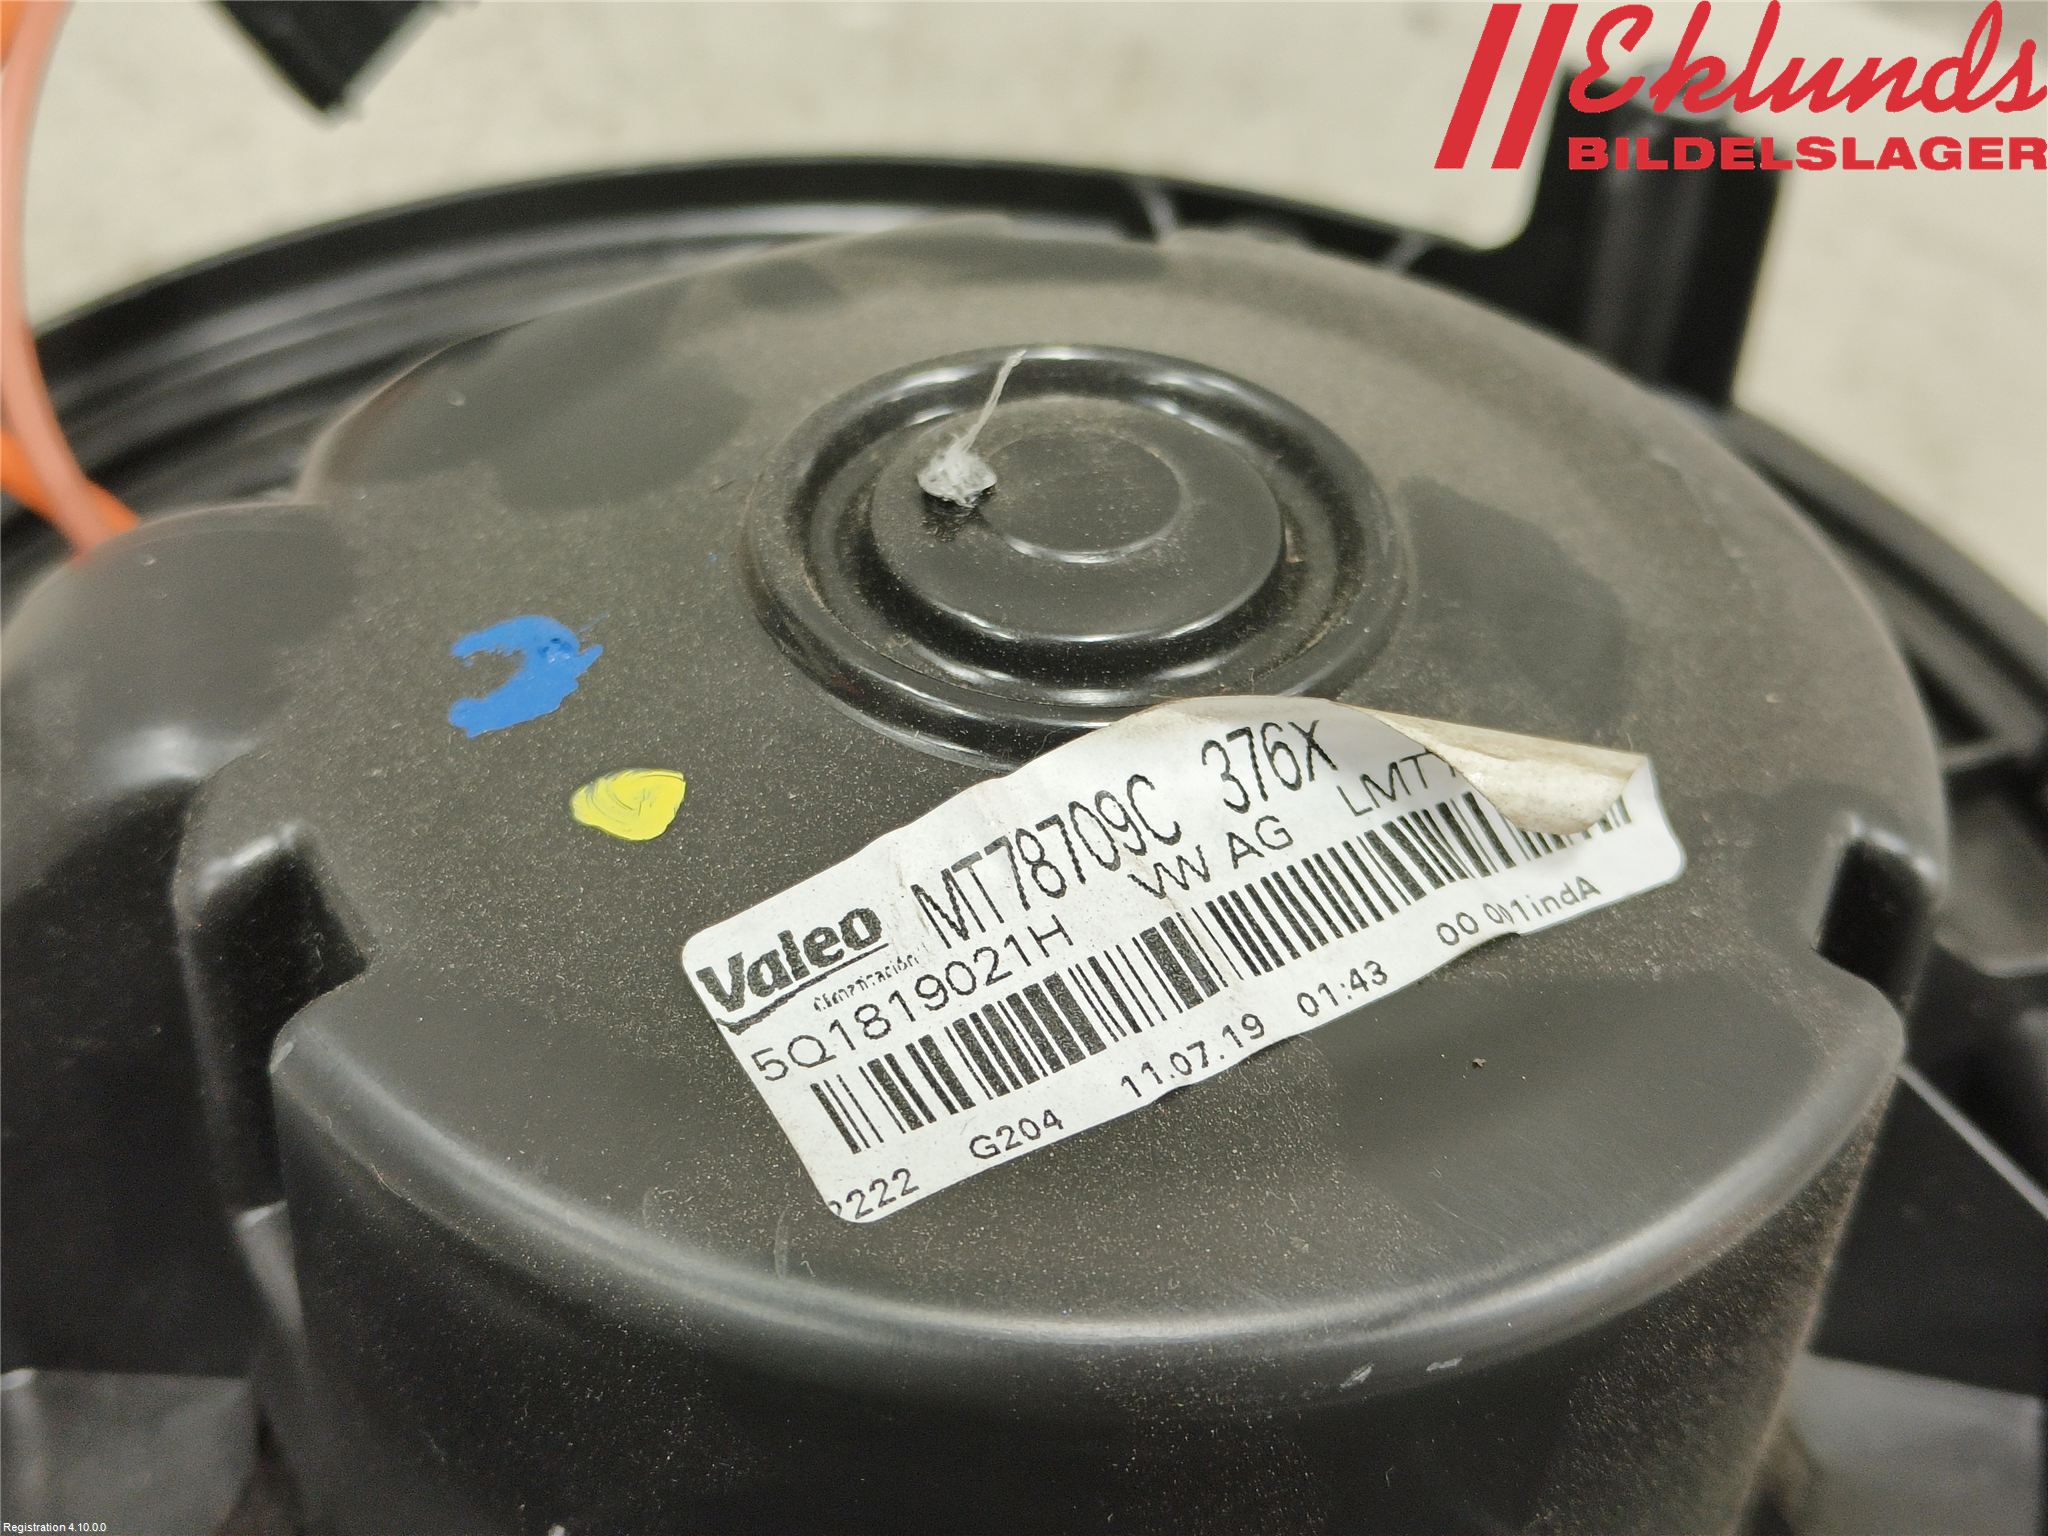 Eklunds
BILDELSLAGER
Valeo MT78709C 376X
5Q1819021H VW AG LMT
G204 11.07.19 01:43
Registration 4.10.0.0